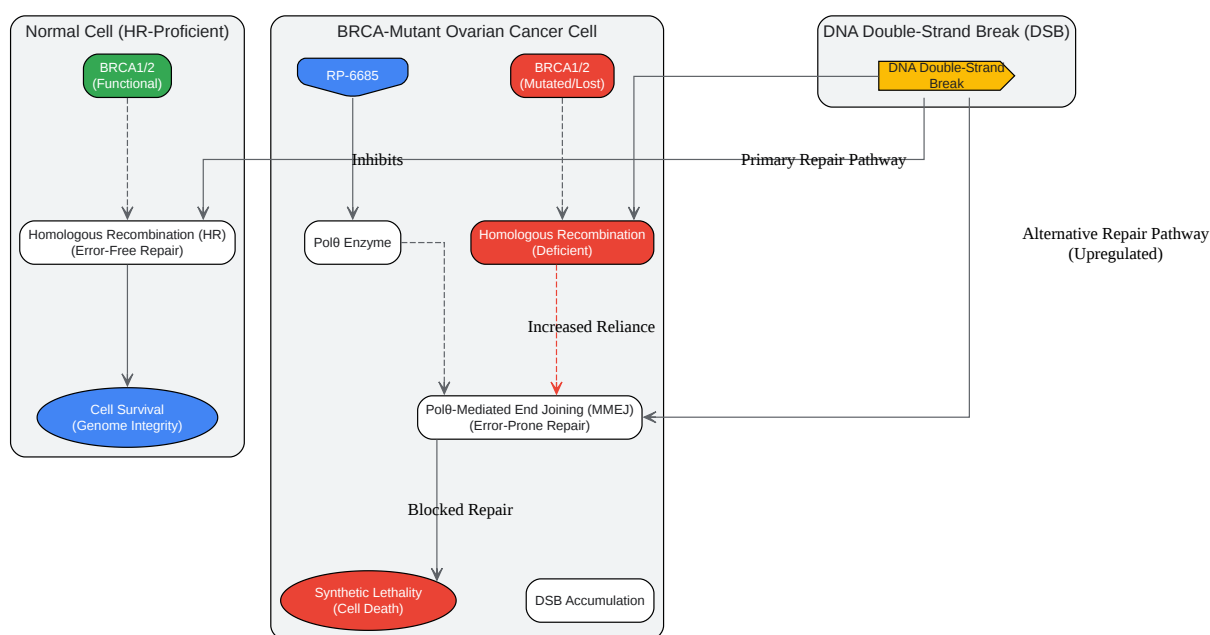 Normal Cell (HR-Proficient)
BRCA1/2
(Functional)
Homologous Recombination (HR)
(Error-Free Repair)
Cell Survival
(Genome Integrity)
BRCA-Mutant Ovarian Cancer Cell
RP-6685
BRCA1/2
(Mutated/Lost)
Inhibits
Polθ Enzyme
Homologous Recombination
(Deficient)
Increased Reliance
Polθ-Mediated End Joining (MMEJ)
(Error-Prone Repair)
Blocked Repair
Synthetic Lethality
(Cell Death)
DSB Accumulation
DNA Double-Strand Break (DSB)
DNA Double-Strand
Break
Primary Repair Pathway
Alternative Repair Pathway
(Upregulated)